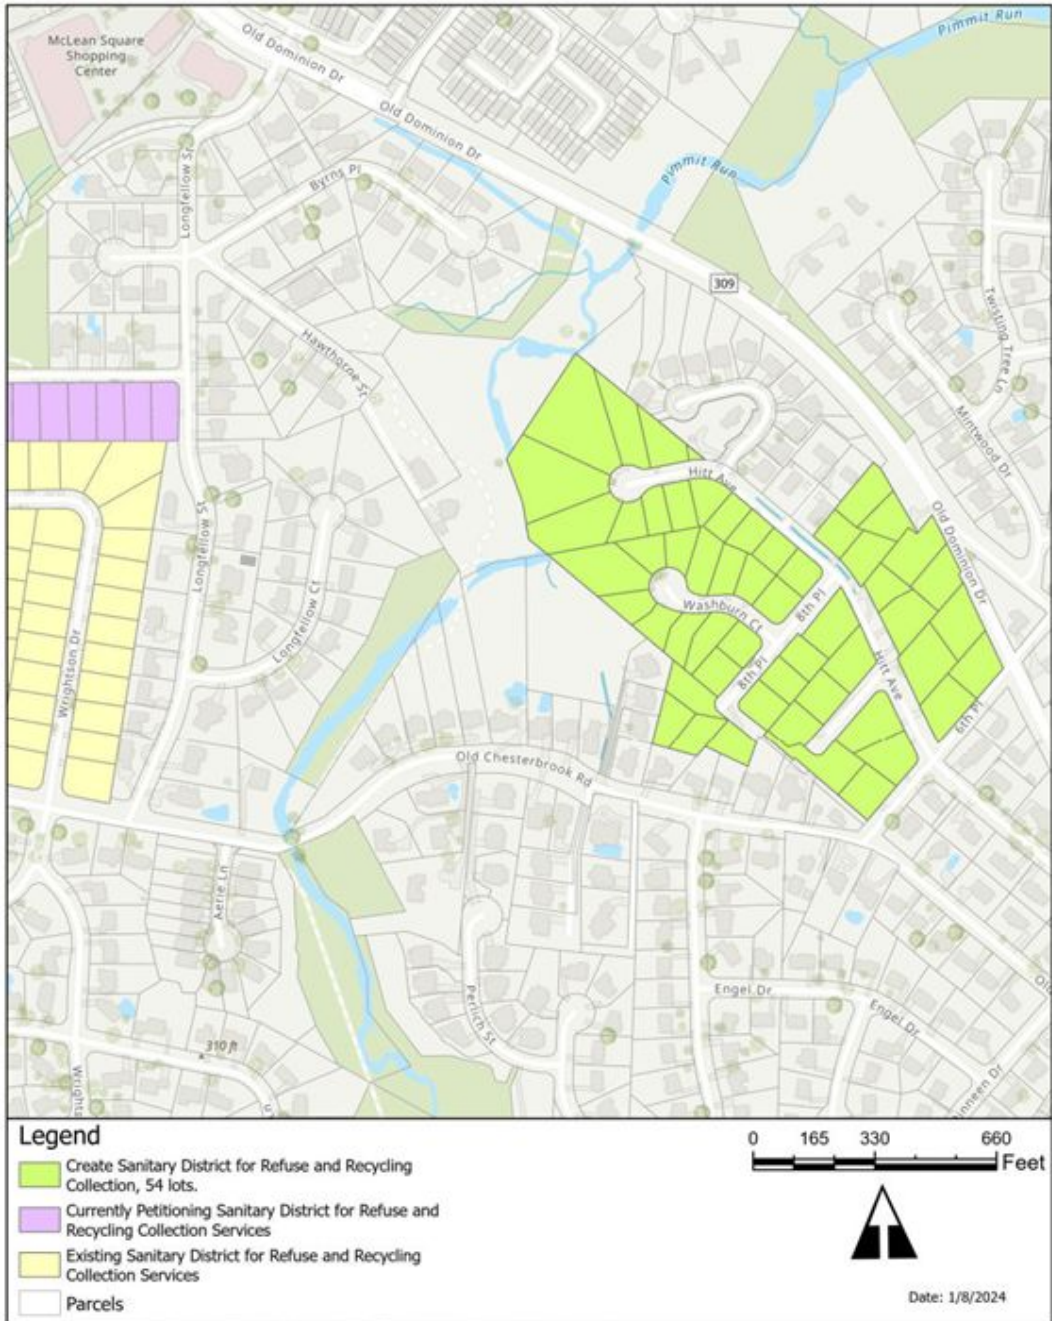 McLean Square
Shopping
Center
Old Dominion Dr
Pimmit Run
Old Dominion Dr
Pimmit Run
Longfellow St
Byrns Pl
309
Twisting Tree Ln
Hawthorne St
Mintwood Dr
Hitt Ave
Old Dominion Dr
Longfellow St
Longfellow Ct
Washburn Ct
8th Pl
8th Pl
Hitt Ave
6th Pl
Wrightson Dr
Old Chesterbrook Rd
Aerie Ln
Perlich St
Engel Dr
Engel Dr
310 ft
Legend
Create Sanitary District for Refuse and Recycling
Collection, 54 lots.
Currently Petitioning Sanitary District for Refuse and
Recycling Collection Services
Existing Sanitary District for Refuse and Recycling
Collection Services
Parcels
0 165 330 660
Feet
Date: 1/8/2024